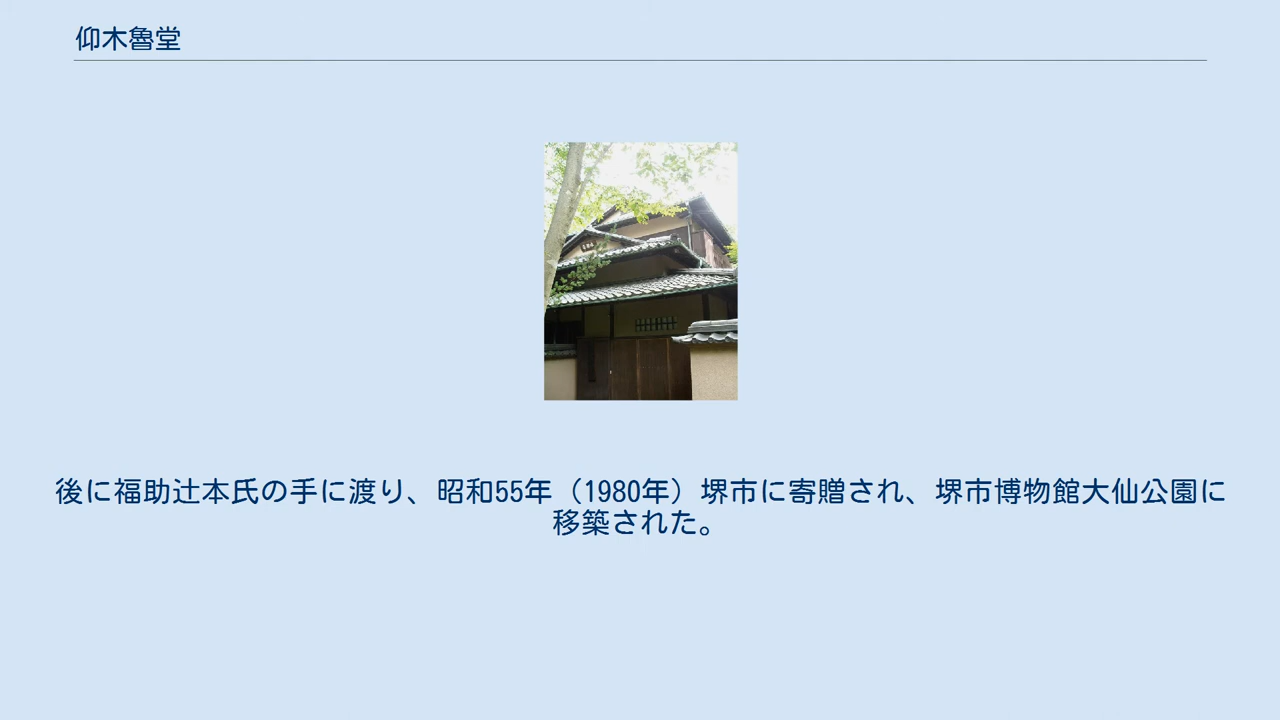 仰木魯堂
後に福助辻本氏の手に渡り、昭和55年（1980年）堺市に寄贈され、堺市博物館大仙公園に
移築された。